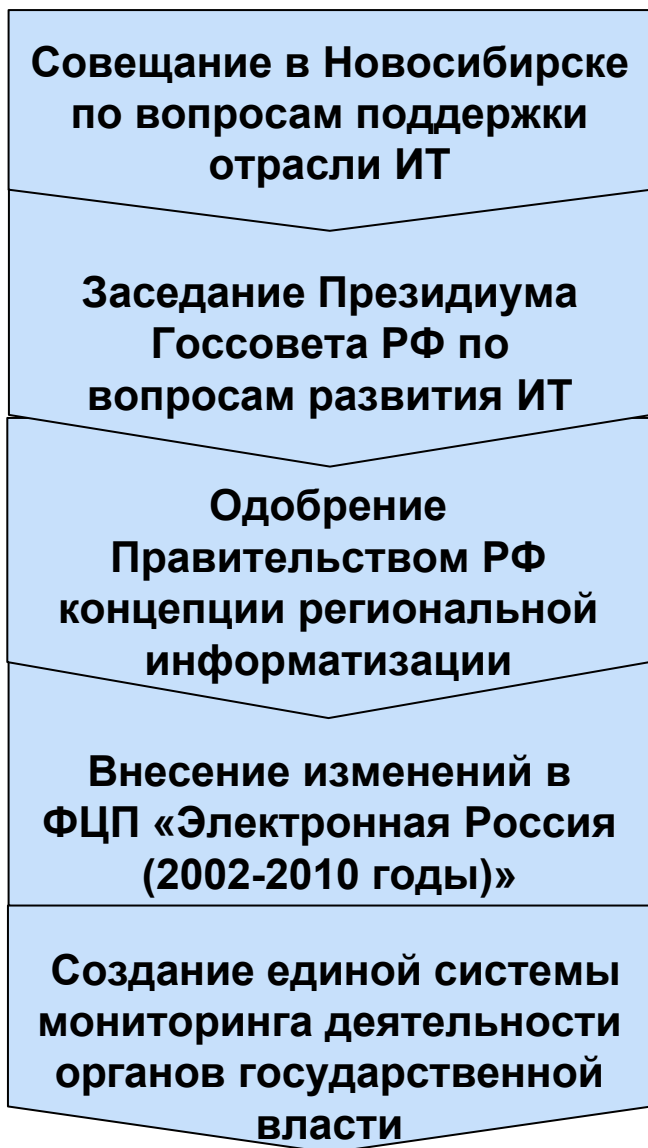 Совещание в Новосибирске
по вопросам поддержки
отрасли ИТ
Заседание Президиума
Госсовета РФ по
вопросам развития ИТ
Одобрение
Правительством РФ
концепции региональной
информатизации
Внесение изменений в
ФЦП «Электронная Россия
(2002-2010 годы)»
Создание единой системы
мониторинга деятельности
органов государственной
власти